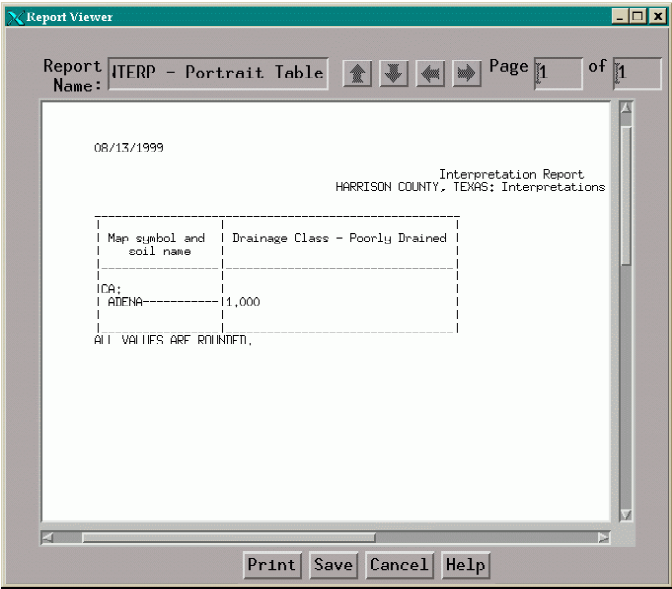 Report Viewer
Report Name: NTERP - Portrait Table Page 1 of 1
08/13/1999
Interpretation Report
HARRISON COUNTY, TEXAS: Interpretations
Map symbol and Drainage Class - Poorly Drained
soil name
CA:
ADENA-----------1.000
ALL VALUES ARE ROUNDED.
Print Save Cancel Help